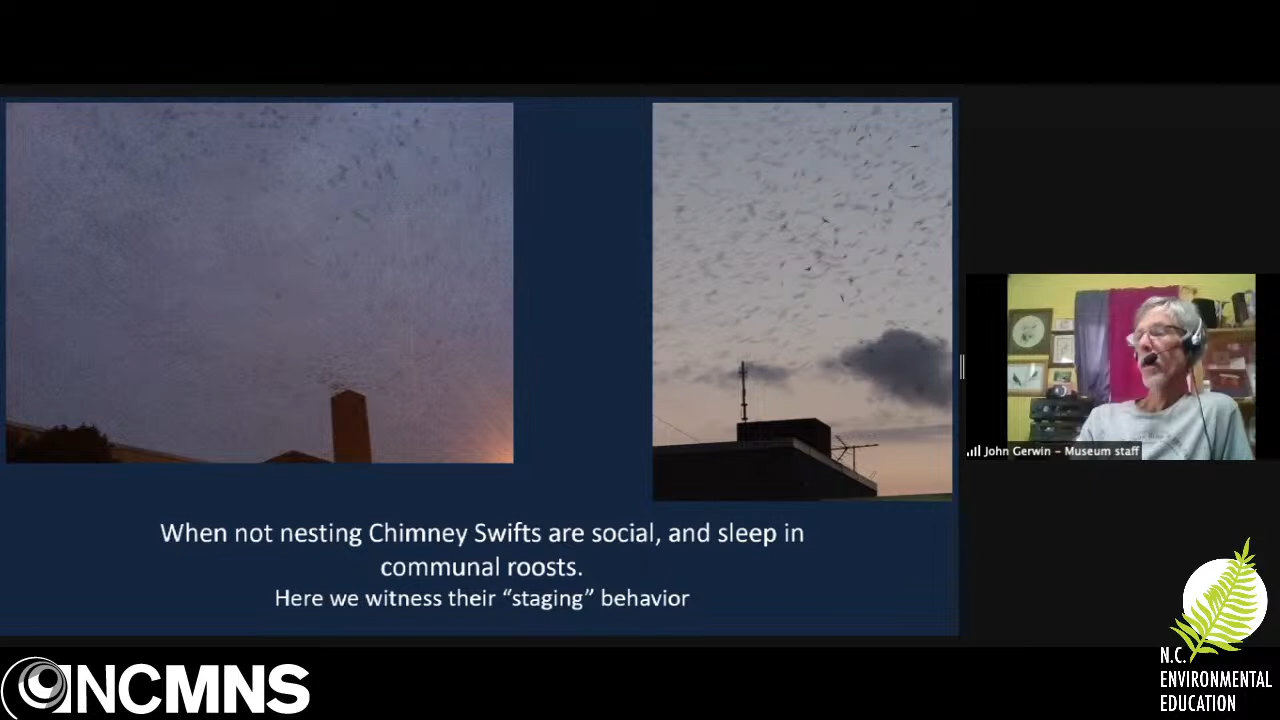 When not nesting Chimney Swifts are social, and sleep in
communal roosts.
Here we witness their “staging” behavior
John Gerwin – Museum staff
NCMNS
N.C.
ENVIRONMENTAL
EDUCATION